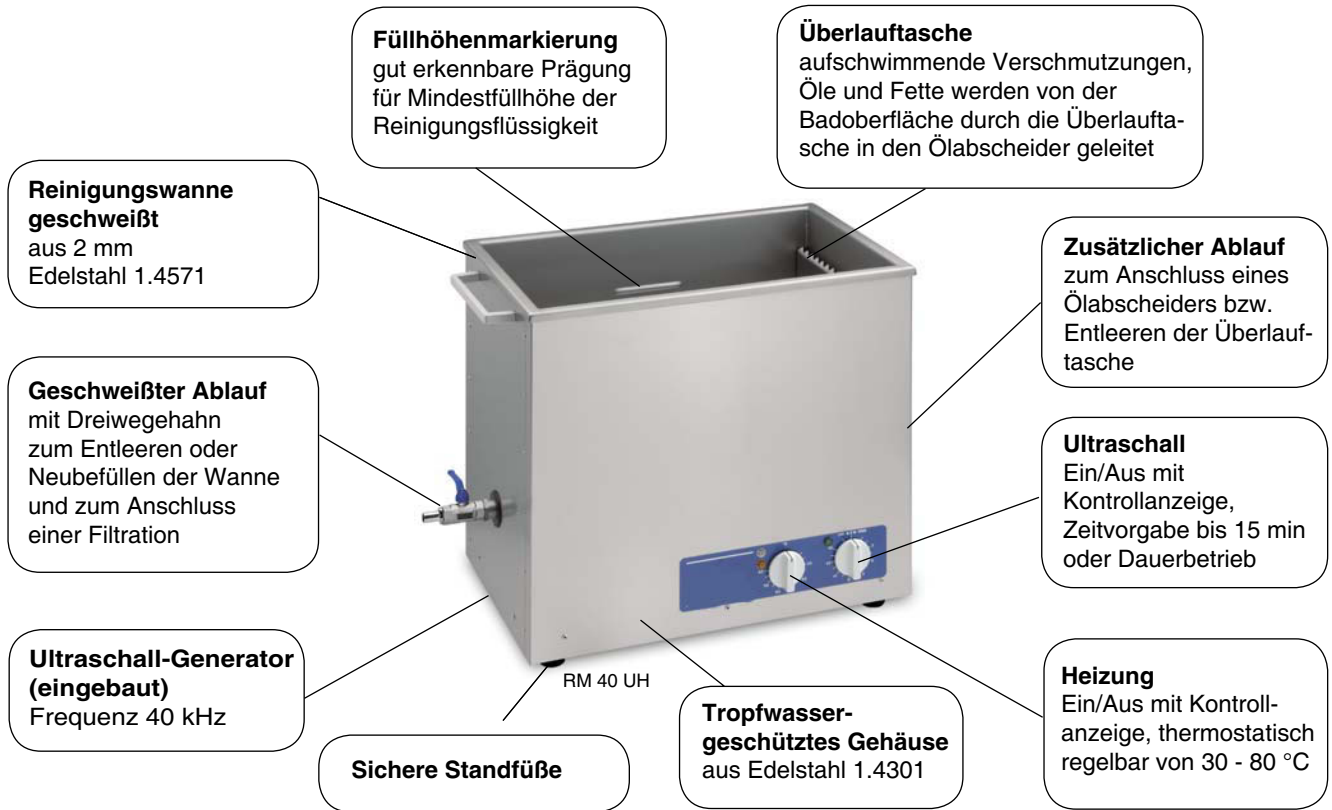 Füllhöhenmarkierung
gut erkennbare Prägung
für Mindestfüllhöhe der
Reinigungsflüssigkeit
Überlauftasche
aufschwimmende Verschmutzungen,
Öle und Fette werden von der
Badoberfläche durch die Überlaufta-
sche in den Ölabscheider geleitet
Reinigungswanne
geschweißt
aus 2 mm
Edelstahl 1.4571
Zusätzlicher Ablauf
zum Anschluss eines
Ölabscheiders bzw.
Entleeren der Überlauf-
tasche
Geschweißter Ablauf
mit Dreiwegehahn
zum Entleeren oder
Neubefüllen der Wanne
und zum Anschluss
einer Filtration
Ultraschall
Ein/Aus mit
Kontrollanzeige,
Zeitvorgabe bis 15 min
oder Dauerbetrieb
Ultraschall-Generator
(eingebaut)
Frequenz 40 kHz
RM 40 UH
Sichere Standfüße
Tropfwasser-
geschütztes Gehäuse
aus Edelstahl 1.4301
Heizung
Ein/Aus mit Kontroll-
anzeige, thermostatisch
regelbar von 30 - 80 °C